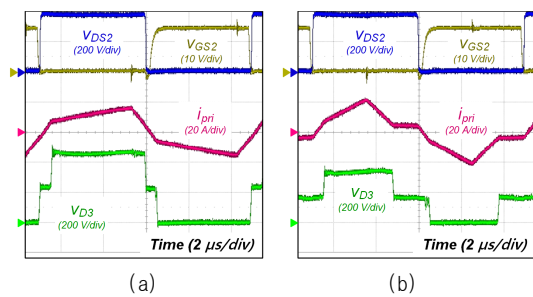 VDS2
(200 V/div)
VGS2
(10 V/div)
ipri
(20 A/div)
VD3
(200 V/div)
Time (2 μs/div)
(a)
VDS2
(200 V/div)
VGS2
(10 V/div)
ipri
(20 A/div)
VD3
(200 V/div)
Time (2 μs/div)
(b)